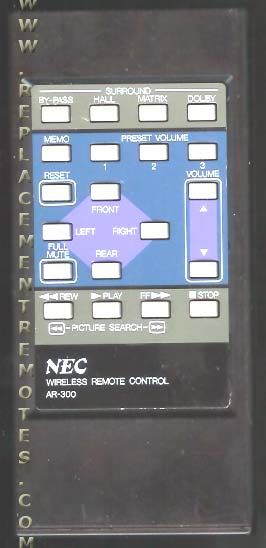 WWW.REPLACEMENTREMOTES.COM
SURROUND
BY-PASS HALL MATRIX DOLBY
MEMO PRESET VOLUME
1 2 3
RESET VOLUME
FRONT
LEFT RIGHT
FULL MUTE REAR
◀◀ REW ▶ PLAY FF ▶▶ ■ STOP
◀◀ - PICTURE SEARCH - ▶▶
NEC
WIRELESS REMOTE CONTROL
AR-300